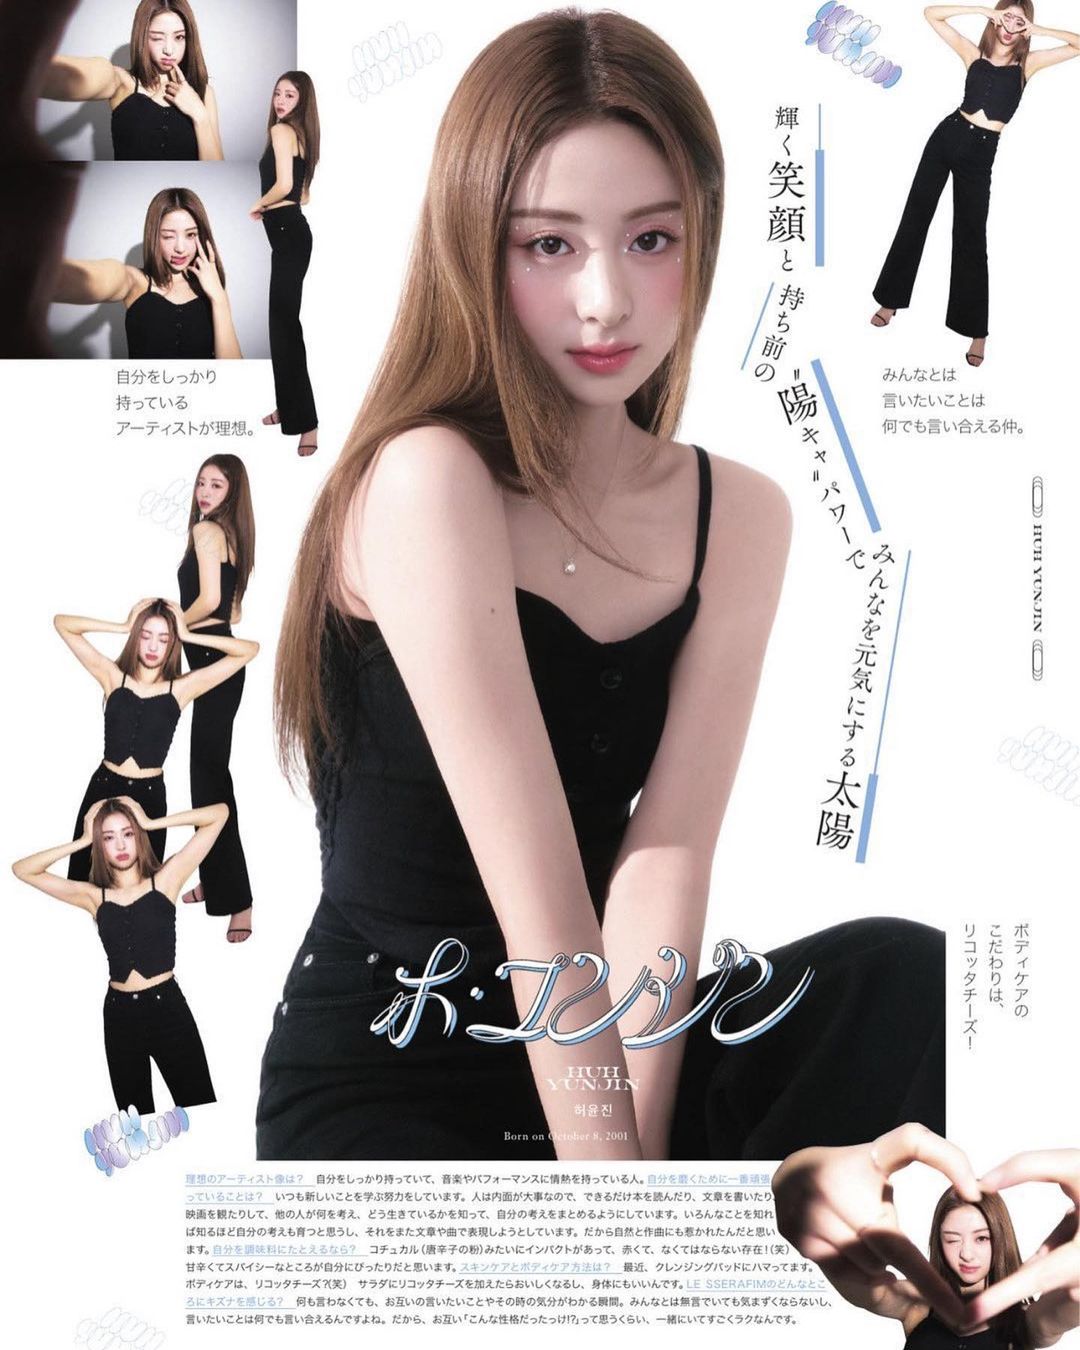 HUH
YUNJIN
HUH
YUNJIN
輝く笑顔と
持ち前の
"陽キャ"パワーで
みんなを元気にする太陽
自分をしっかり
持っている
アーティストが理想。
みんなとは
言いたいことは
何でも言い合える仲。
HUH YUNJIN
HUH
YUNJIN
ボディケアの
こだわりは、
リコッタチーズ！
ホ・ユンジン
HUH
YUNJIN
허윤진
Born on October 8, 2001
HUH
YUNJIN
理想のアーティスト像は？　自分をしっかり持っていて、音楽やパフォーマンスに情熱を持っている人。自分を磨くために一番頑張
っていることは？　いつも新しいことを学ぶ努力をしています。人は内面が大事なので、できるだけ本を読んだり、文章を書いたり、
映画を観たりして、他の人が何を考え、どう生きているかを知って、自分の考えをまとめるようにしています。いろんなことを知れ
ば知るほど自分の考えも育つと思うし、それをまた文章や曲で表現しようとしています。だから自然と作曲にも惹かれたんだと思い
ます。自分を調味料にたとえるなら？　コチュカル（唐辛子の粉）みたいにインパクトがあって、赤くて、なくてはならない存在！（笑）
甘辛くてスパイシーなところが自分にぴったりだと思います。スキンケアとボディケア方法は？　最近、クレンジングパッドにハマってます。
ボディケアは、リコッタチーズ？（笑）　サラダにリコッタチーズを加えたらおいしくなるし、身体にもいいんです。LE SSERAFIMのどんなとこ
ろにキズナを感じる？　何も言わなくても、お互いの言いたいことやその時の気分がわかる瞬間。みんなとは無言でいても気まずくならないし、
言いたいことは何でも言い合えるんですよね。だから、お互い「こんな性格だったっけ!?」って思うくらい、一緒にいてすごくラクなんです。